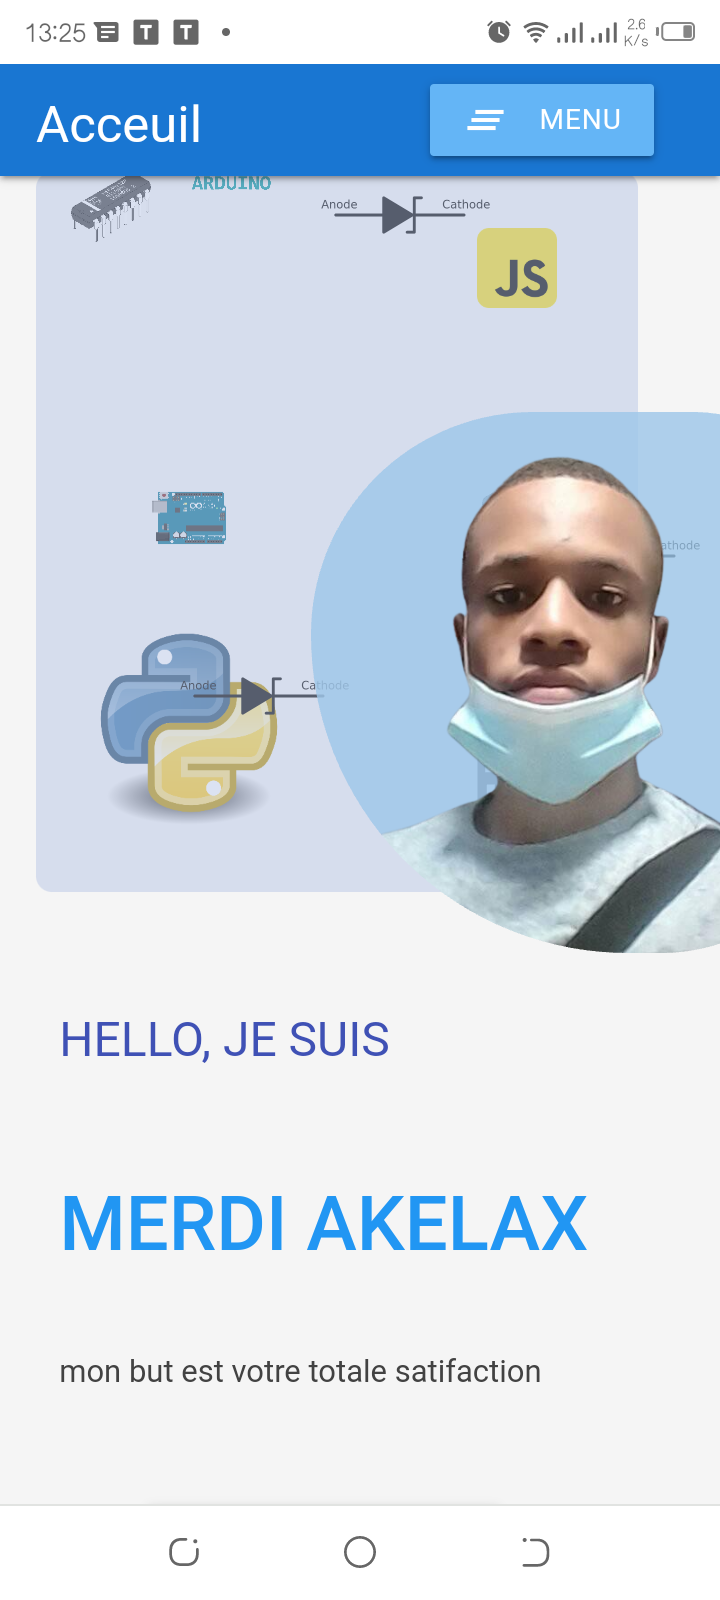 13:25
2.6
K/s
Acceuil
MENU
ARDUINO
Anode
Cathode
JS
athode
Anode
Cathode
HELLO, JE SUIS
MERDI AKELAX
mon but est votre totale satifaction